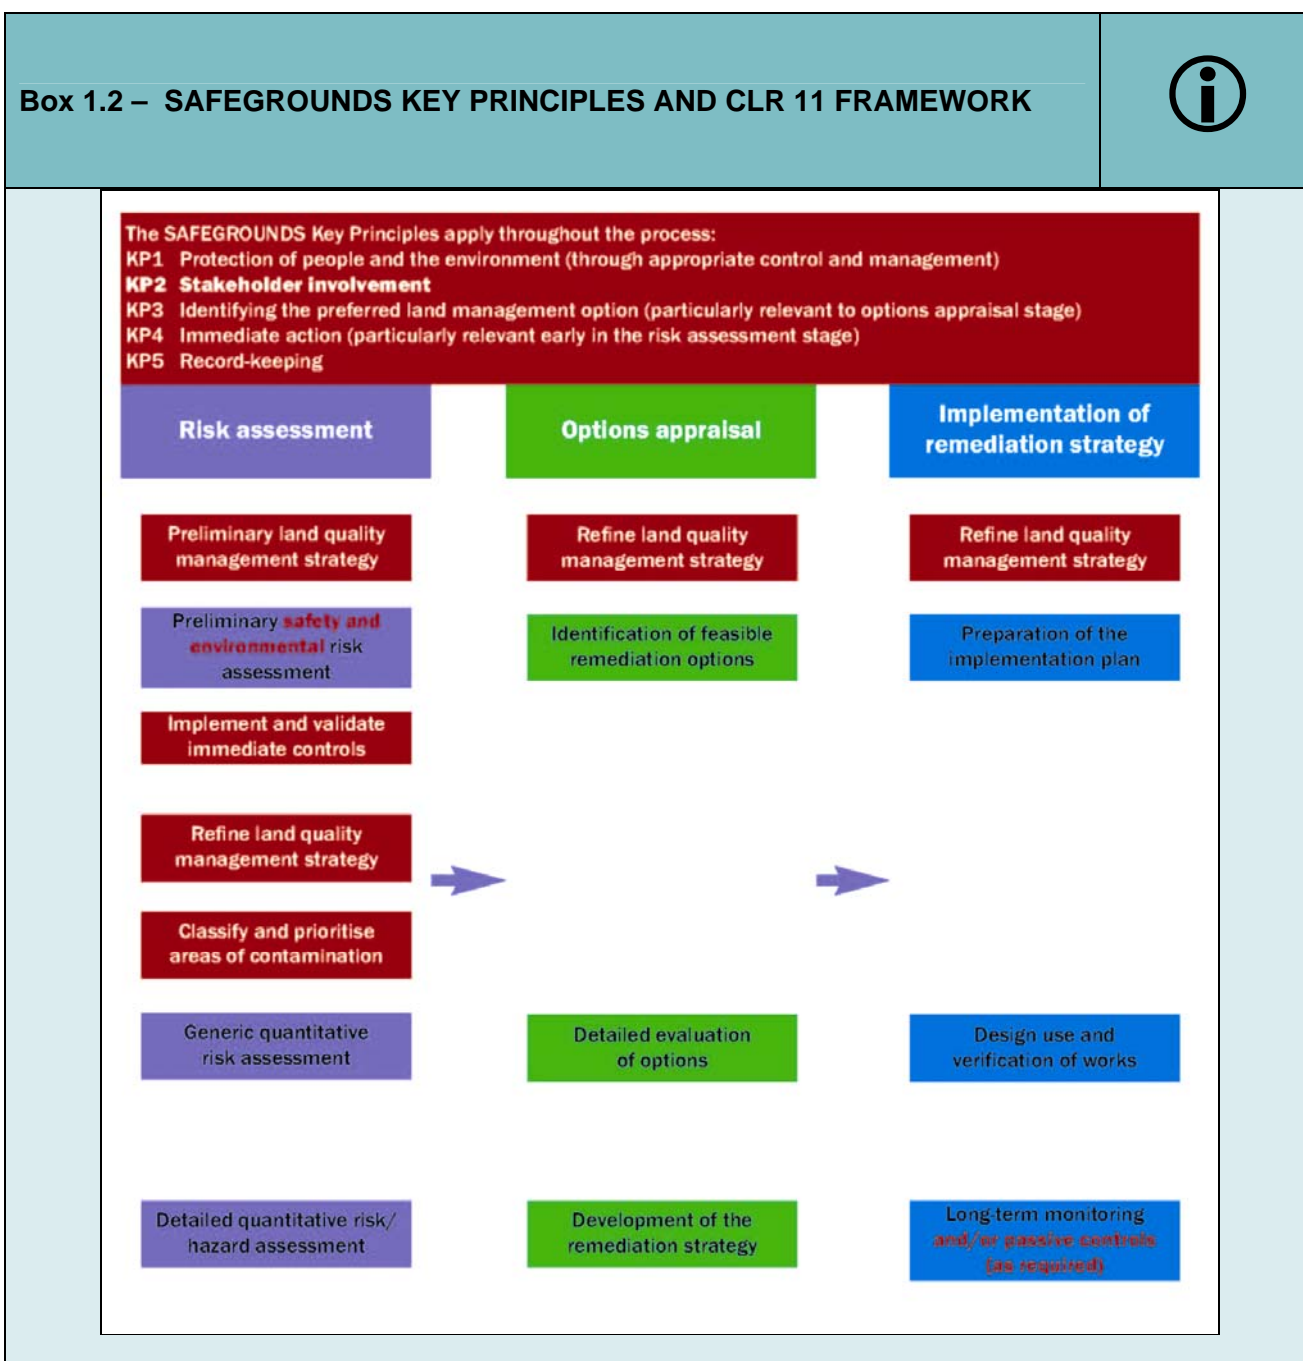 Box 1.2 – SAFEGROUNDS KEY PRINCIPLES AND CLR 11 FRAMEWORK
The SAFEGROUNDS Key Principles apply throughout the process:
KP1 Protection of people and the environment (through appropriate control and management)
KP2 Stakeholder involvement
KP3 Identifying the preferred land management option (particularly relevant to options appraisal stage)
KP4 Immediate action (particularly relevant early in the risk assessment stage)
KP5 Record-keeping
Risk assessment
Options appraisal
Implementation of
remediation strategy
Preliminary land quality
management strategy
Refine land quality
management strategy
Refine land quality
management strategy
Preliminary safety and
environmental risk
assessment
Identification of feasible
remediation options
Preparation of the
implementation plan
Implement and validate
immediate controls
Refine land quality
management strategy
Classify and prioritise
areas of contamination
Generic quantitative
risk assessment
Detailed evaluation
of options
Design use and
verification of works
Detailed quantitative risk/
hazard assessment
Development of the
remediation strategy
Long-term monitoring
and/or passive controls
(as required)